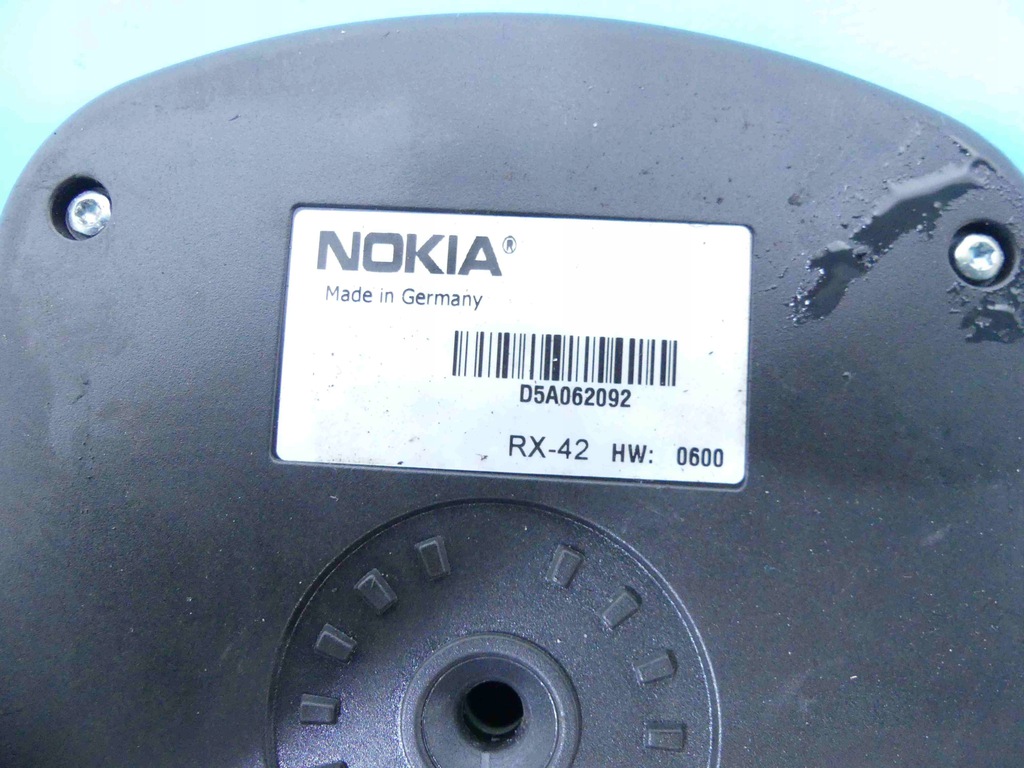 NOKIA®
Made in Germany
D5A062092
RX-42 HW: 0600